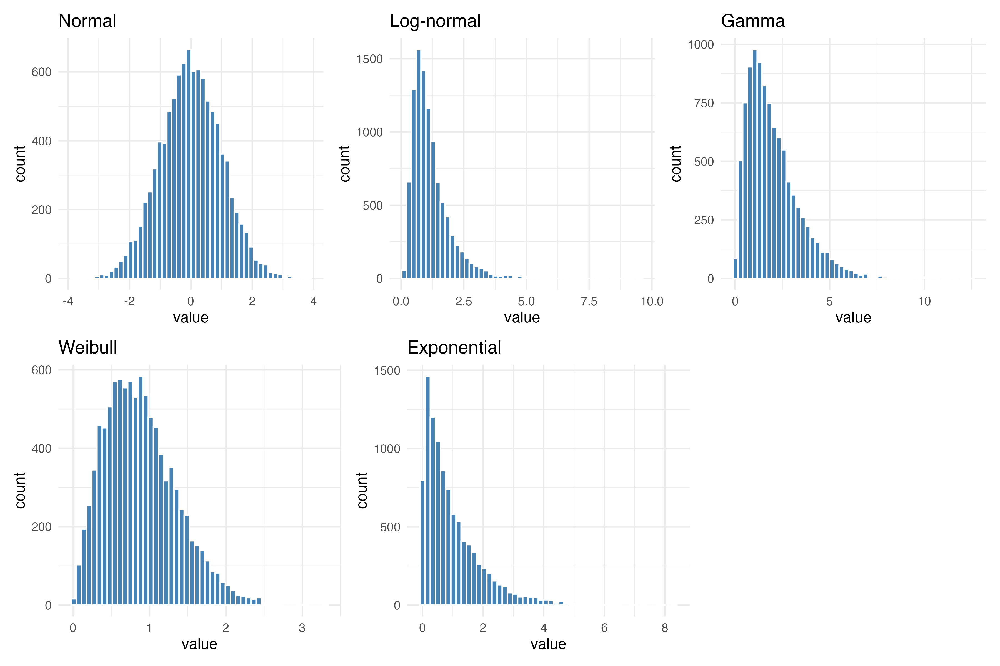 Normal
600
400
200
0
count
-4 -2 0 2 4
value
Log-normal
1500
1000
500
0
count
0.0 2.5 5.0 7.5 10.0
value
Gamma
1000
750
500
250
0
count
0 5 10
value
Weibull
600
400
200
0
count
0 1 2 3
value
Exponential
1500
1000
500
0
count
0 2 4 6 8
value